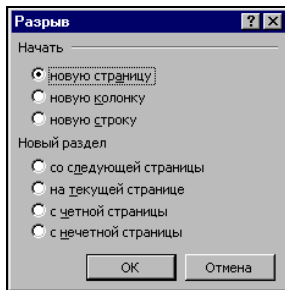 Разрыв
Начать
новую страницу
новую колонку
новую строку
Новый раздел
со следующей страницы
на текущей странице
с четной страницы
с нечетной страницы
ОК Отмена